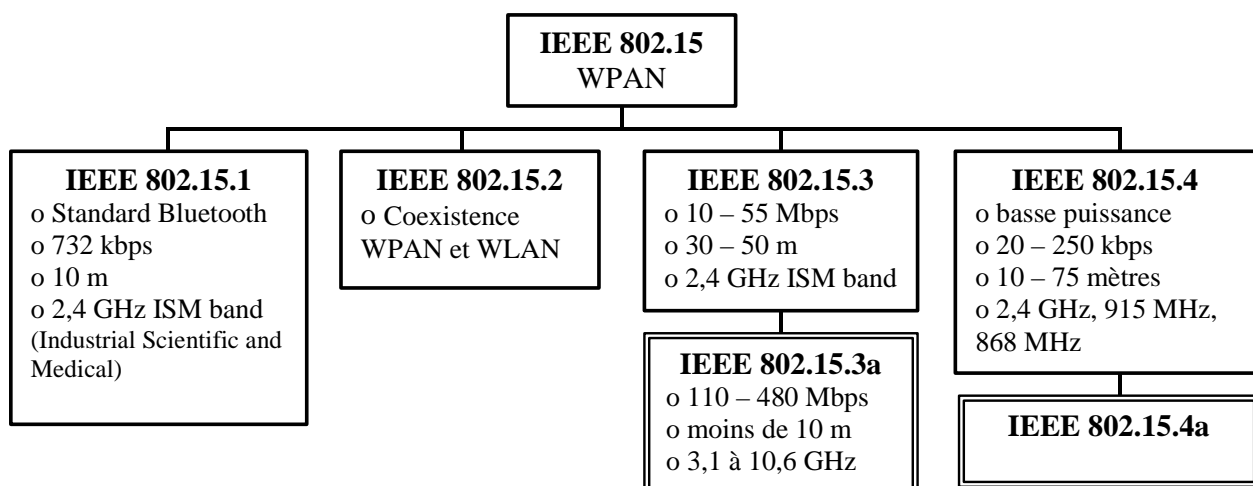 IEEE 802.15
WPAN
IEEE 802.15.1
o Standard Bluetooth
o 732 kbps
o 10 m
o 2,4 GHz ISM band
(Industrial Scientific and
Medical)
IEEE 802.15.2
o Coexistence
WPAN et WLAN
IEEE 802.15.3
o 10 – 55 Mbps
o 30 – 50 m
o 2,4 GHz ISM band
IEEE 802.15.4
o basse puissance
o 20 – 250 kbps
o 10 – 75 mètres
o 2,4 GHz, 915 MHz,
868 MHz
IEEE 802.15.3a
o 110 – 480 Mbps
o moins de 10 m
o 3,1 à 10,6 GHz
IEEE 802.15.4a